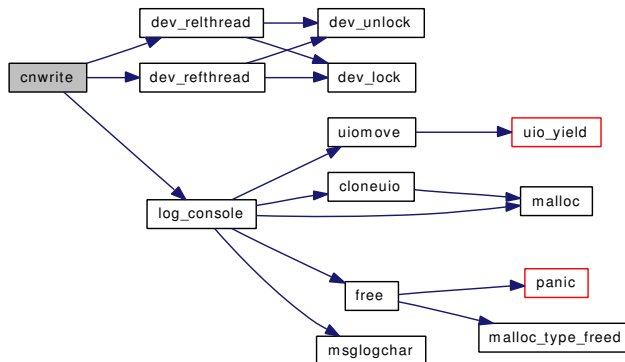 dev_relthread
dev_unlock
cnwrite
dev_refthread
dev_lock
uiomove
uio_yield
cloneuio
malloc
log_console
free
panic
malloc_type_freed
msglogchar